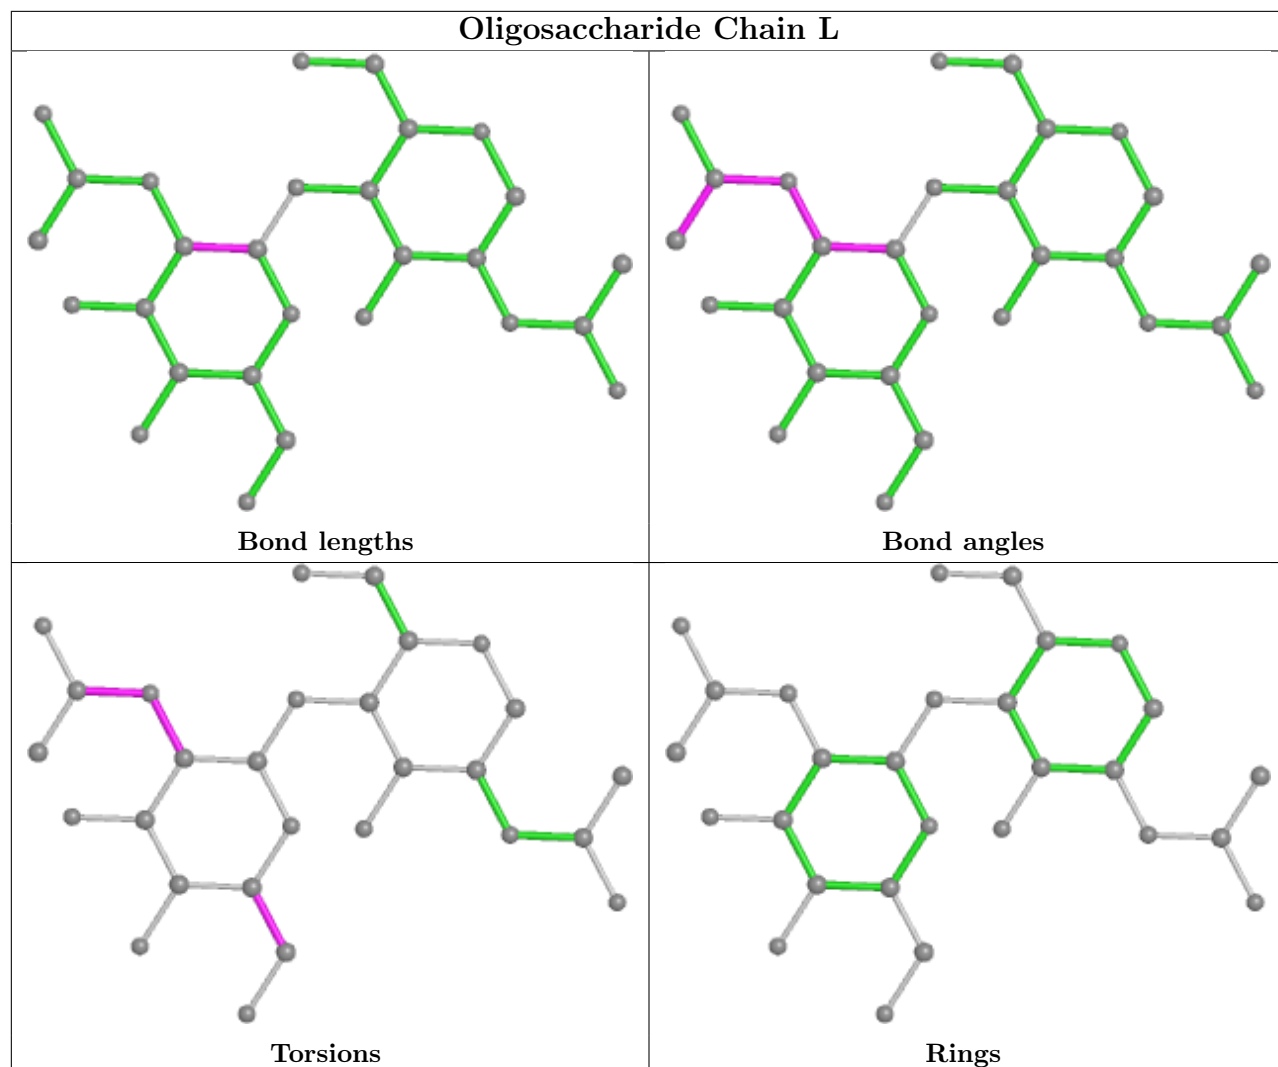 Oligosaccharide Chain L
Bond lengths
Bond angles
Torsions
Rings